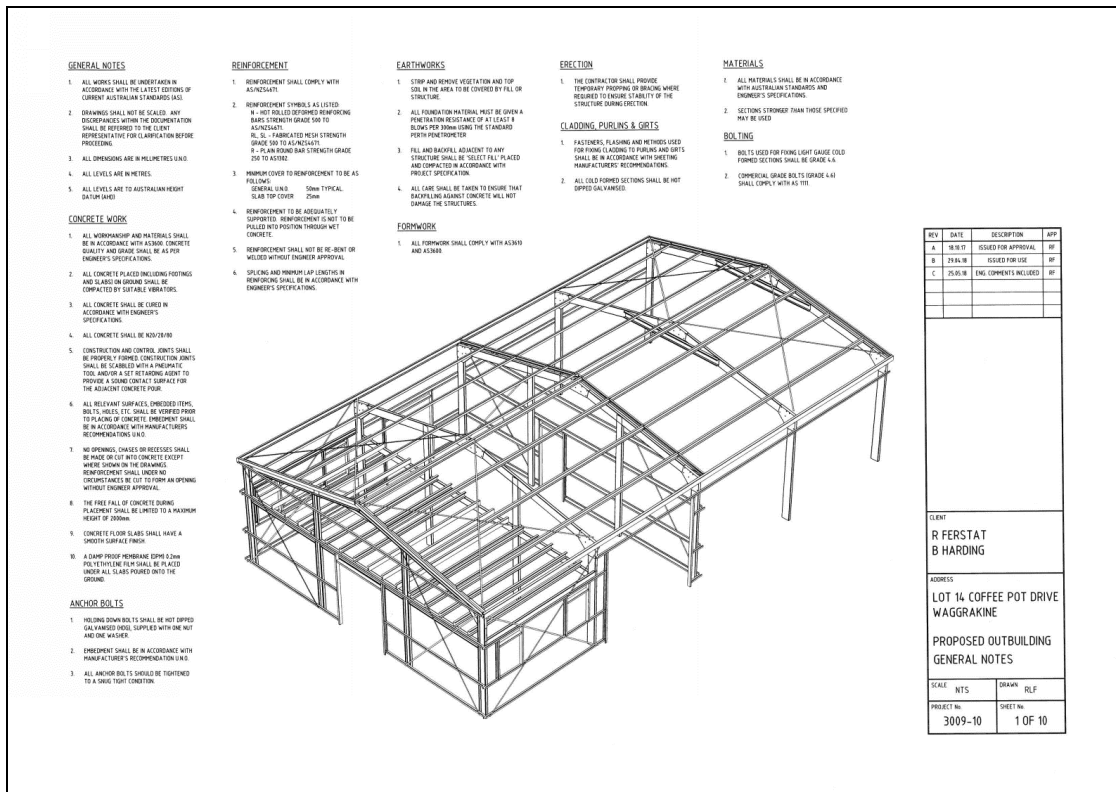 GENERAL NOTES
1. ALL WORKS SHALL BE UNDERTAKEN IN
ACCORDANCE WITH THE LATEST EDITIONS OF
CURRENT AUSTRALIAN STANDARDS (AS).
2. DRAWINGS SHALL NOT BE SCALED. ANY
DISCREPANCIES WITHIN THE DOCUMENTATION
SHALL BE REFERRED TO THE CLIENT
REPRESENTATIVE FOR CLARIFICATION BEFORE
PROCEEDING.
3. ALL DIMENSIONS ARE IN MILLIMETRES U.N.O.
4. ALL LEVELS ARE IN METRES.
5. ALL LEVELS ARE TO AUSTRALIAN HEIGHT
DATUM (AHD)
CONCRETE WORK
1. ALL WORKMANSHIP AND MATERIALS SHALL
BE IN ACCORDANCE WITH AS3600. CONCRETE
QUALITY AND GRADE SHALL BE AS PER
ENGINEER'S SPECIFICATIONS.
2. ALL CONCRETE PLACED (INCLUDING FOOTINGS
AND SLABS) ON GROUND SHALL BE
COMPACTED BY SUITABLE VIBRATORS.
3. ALL CONCRETE SHALL BE CURED IN
ACCORDANCE WITH ENGINEER'S
SPECIFICATIONS.
4. ALL CONCRETE SHALL BE N20/20/80
5. CONSTRUCTION AND CONTROL JOINTS SHALL
BE PROPERLY FORMED. CONSTRUCTION JOINTS
SHALL BE SCABBLED WITH A PNEUMATIC
TOOL AND/OR A SET RETARDING AGENT TO
PROVIDE A SOUND CONTACT SURFACE FOR
THE ADJACENT CONCRETE POUR.
6. ALL RELEVANT SURFACES, EMBEDDED ITEMS,
BOLTS, HOLES, ETC. SHALL BE VERIFIED PRIOR
TO PLACING OF CONCRETE. EMBEDMENT SHALL
BE IN ACCORDANCE WITH MANUFACTURERS
RECOMMENDATIONS U.N.O.
7. NO OPENINGS, CHASES OR RECESSES SHALL
BE MADE OR CUT INTO CONCRETE EXCEPT
WHERE SHOWN ON THE DRAWINGS.
REINFORCEMENT SHALL UNDER NO
CIRCUMSTANCES BE CUT TO FORM AN OPENING
WITHOUT ENGINEER APPROVAL.
8. THE FREE FALL OF CONCRETE DURING
PLACEMENT SHALL BE LIMITED TO A MAXIMUM
HEIGHT OF 2000mm.
9. CONCRETE FLOOR SLABS SHALL HAVE A
SMOOTH SURFACE FINISH.
10. A DAMP PROOF MEMBRANE (DPM) 0.2mm
POLYETHYLENE FILM SHALL BE PLACED
UNDER ALL SLABS POURED ONTO THE
GROUND.
ANCHOR BOLTS
1. HOLDING DOWN BOLTS SHALL BE HOT DIPPED
GALVANISED (HDG), SUPPLIED WITH ONE NUT
AND ONE WASHER.
2. EMBEDMENT SHALL BE IN ACCORDANCE WITH
MANUFACTURER'S RECOMMENDATION U.N.O.
3. ALL ANCHOR BOLTS SHOULD BE TIGHTENED
TO A SNUG TIGHT CONDITION.
REINFORCEMENT
1. REINFORCEMENT SHALL COMPLY WITH
AS/NZS4671.
2. REINFORCEMENT SYMBOLS AS LISTED:
N - HOT ROLLED DEFORMED REINFORCING
BARS STRENGTH GRADE 500 TO
AS/NZS4671.
RL, SL - FABRICATED MESH STRENGTH
GRADE 500 TO AS/NZS4671.
R - PLAIN ROUND BAR STRENGTH GRADE
250 TO AS1302.
3. MINIMUM COVER TO REINFORCEMENT TO BE AS
FOLLOWS:
GENERAL U.N.O. 50mm TYPICAL.
SLAB TOP COVER 25mm
4. REINFORCEMENT TO BE ADEQUATELY
SUPPORTED. REINFORCEMENT IS NOT TO BE
PULLED INTO POSITION THROUGH WET
CONCRETE.
5. REINFORCEMENT SHALL NOT BE RE-BENT OR
WELDED WITHOUT ENGINEER APPROVAL
6. SPLICING AND MINIMUM LAP LENGTHS IN
REINFORCING SHALL BE IN ACCORDANCE WITH
ENGINEER'S SPECIFICATIONS.
EARTHWORKS
1. STRIP AND REMOVE VEGETATION AND TOP
SOIL IN THE AREA TO BE COVERED BY FILL OR
STRUCTURE.
2. ALL FOUNDATION MATERIAL MUST BE GIVEN A
PENETRATION RESISTANCE OF AT LEAST 8
BLOWS PER 300mm USING THE STANDARD
PERTH PENETROMETER
3. FILL AND BACKFILL ADJACENT TO ANY
STRUCTURE SHALL BE 'SELECT FILL' PLACED
AND COMPACTED IN ACCORDANCE WITH
PROJECT SPECIFICATION.
4. ALL CARE SHALL BE TAKEN TO ENSURE THAT
BACKFILLING AGAINST CONCRETE WILL NOT
DAMAGE THE STRUCTURES.
FORMWORK
1. ALL FORMWORK SHALL COMPLY WITH AS3610
AND AS3600.
ERECTION
1. THE CONTRACTOR SHALL PROVIDE
TEMPORARY PROPPING OR BRACING WHERE
REQUIRED TO ENSURE STABILITY OF THE
STRUCTURE DURING ERECTION.
CLADDING, PURLINS & GIRTS
1. FASTENERS, FLASHING AND METHODS USED
FOR FIXING CLADDING TO PURLINS AND GIRTS
SHALL BE IN ACCORDANCE WITH SHEETING
MANUFACTURERS' RECOMMENDATIONS.
2. ALL COLD FORMED SECTIONS SHALL BE HOT
DIPPED GALVANISED.
MATERIALS
1. ALL MATERIALS SHALL BE IN ACCORDANCE
WITH AUSTRALIAN STANDARDS AND
ENGINEER'S SPECIFICATIONS.
2. SECTIONS STRONGER THAN THOSE SPECIFIED
MAY BE USED
BOLTING
1. BOLTS USED FOR FIXING LIGHT GAUGE COLD
FORMED SECTIONS SHALL BE GRADE 4.6.
2. COMMERCIAL GRADE BOLTS (GRADE 4.6)
SHALL COMPLY WITH AS 1111.
REV DATE DESCRIPTION APP
A 18.10.17 ISSUED FOR APPROVAL RF
B 29.04.18 ISSUED FOR USE RF
C 25.05.18 ENG. COMMENTS INCLUDED RF
CLIENT
R FERSTAT
B HARDING
ADDRESS
LOT 14 COFFEE POT DRIVE
WAGGRAKINE
PROPOSED OUTBUILDING
GENERAL NOTES
SCALE NTS DRAWN RLF
PROJECT No. SHEET No.
3009-10 1 OF 10